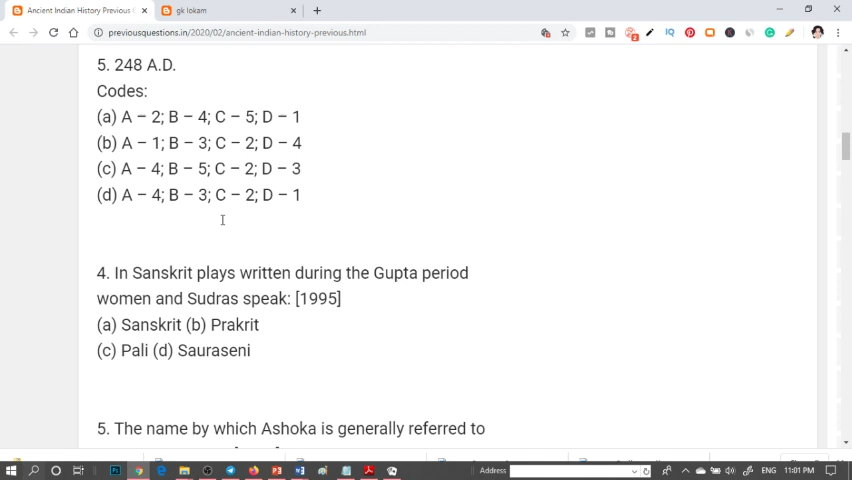 Ancient Indian History Previous
gk lokam
previousquestions.in/2020/02/ancient-indian-history-previous.html
5. 248 A.D.
Codes:
(a) A – 2; B – 4; C – 5; D – 1
(b) A – 1; B – 3; C – 2; D – 4
(c) A – 4; B – 5; C – 2; D – 3
(d) A – 4; B – 3; C – 2; D – 1
4. In Sanskrit plays written during the Gupta period
women and Sudras speak: [1995]
(a) Sanskrit (b) Prakrit
(c) Pali (d) Sauraseni
5. The name by which Ashoka is generally referred to
Address
ENG 11:01 PM